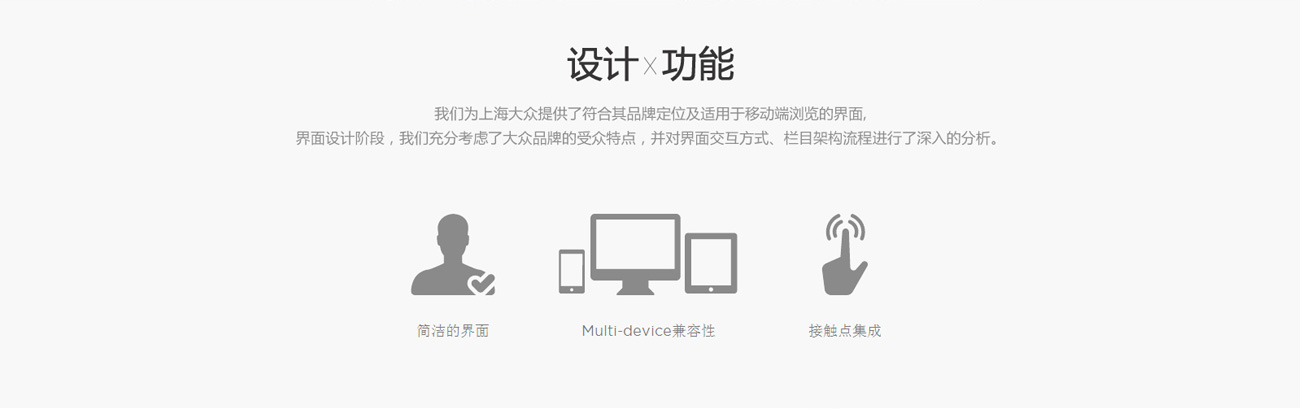 设计x功能
我们为上海大众提供了符合其品牌定位及适用于移动端浏览的界面,
界面设计阶段，我们充分考虑了大众品牌的受众特点，并对界面交互方式、栏目架构流程进行了深入的分析。
简洁的界面
Multi-device兼容性
接触点集成